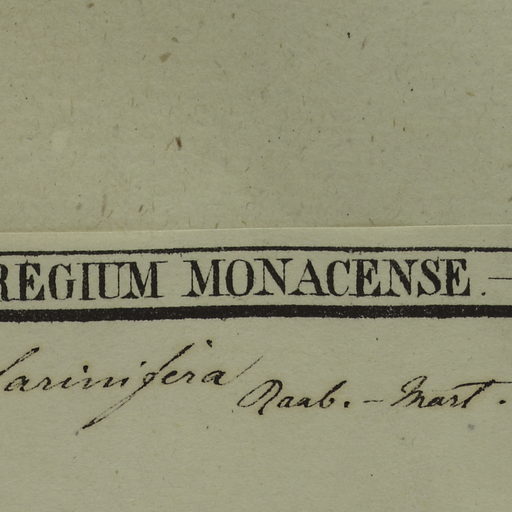 REGIUM MONACENSE. —
farinifera Raab. – Mart.